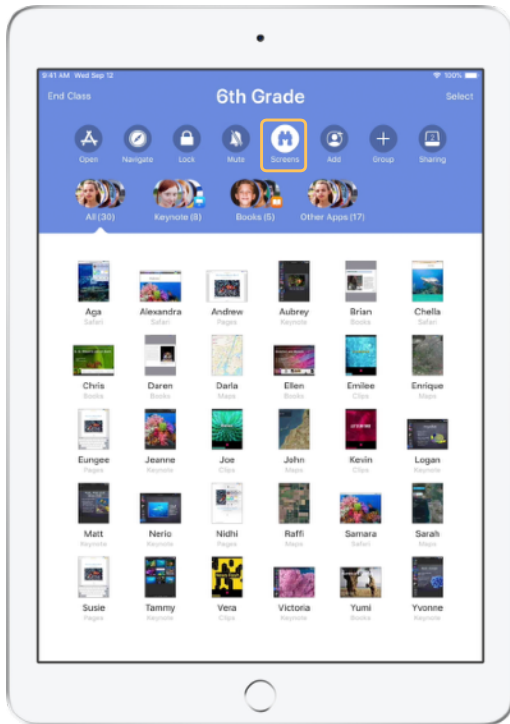 9:41 AM Wed Sep 12 100%
End Class 6th Grade Select
Open Navigate Lock Mute Screens Add Group Sharing
2
All (30) Keynote (8) Books (5) Other Apps (17)
Aga Alexandra Andrew Aubrey Brian Chella
Safari Safari Pages Keynote Books Safari
Chris Daren Darla Ellen Emilee Enrique
Books Books Maps Books Clips Maps
Eungee Jeanne Joe John Kevin Logan
Pages Keynote Clips Maps Clips Keynote
Matt Nerio Nidhi Raffi Samara Sarah
Keynote Keynote Pages Maps Safari Maps
Susie Tammy Vera Victoria Yumi Yvonne
Pages Keynote Clips Keynote Books Keynote